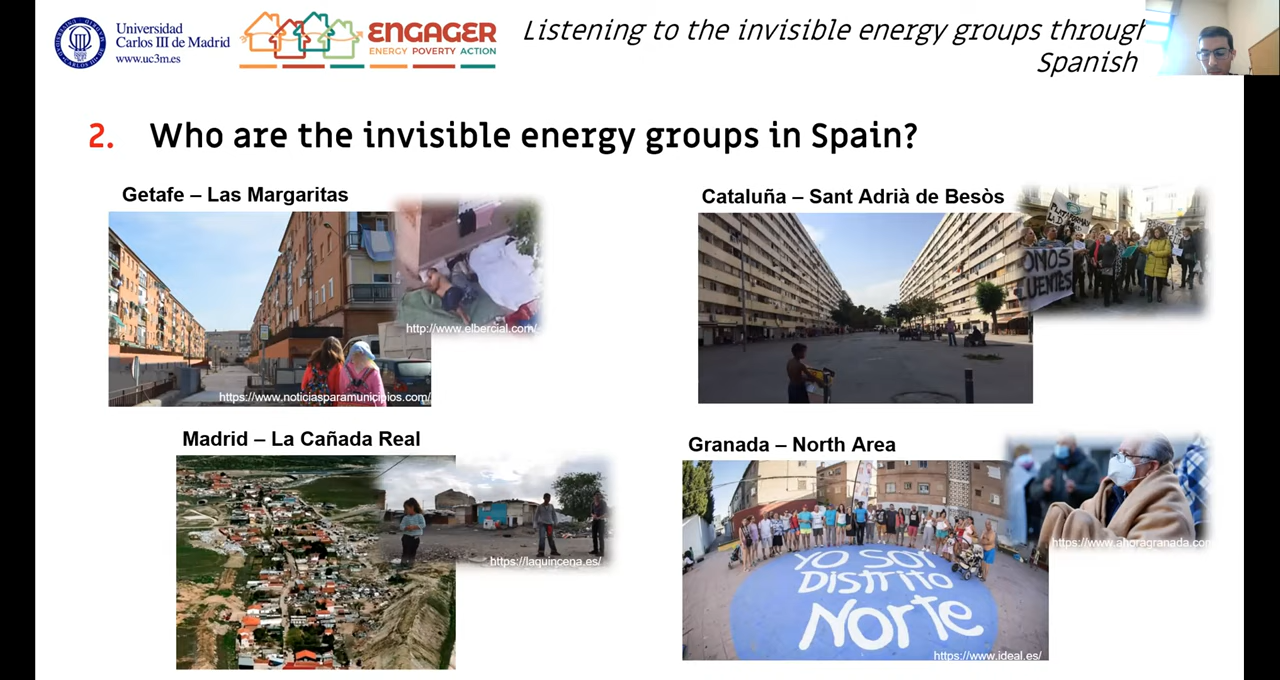 Universidad
Carlos III de Madrid
www.uc3m.es
ENGAGER
ENERGY POVERTY ACTION
Listening to the invisible energy groups through
Spanish
2. Who are the invisible energy groups in Spain?
Getafe – Las Margaritas
http://www.elbercial.com/
https://www.noticiasparamunicipios.com/
Cataluña – Sant Adrià de Besòs
PLATAFORMA
OMOS
LUENTES
Madrid – La Cañada Real
https://laquincena.es/
Granada – North Area
https://www.ahoragranada.com
YO SOY
DISTRITO
NORTE
https://www.ideal.es/